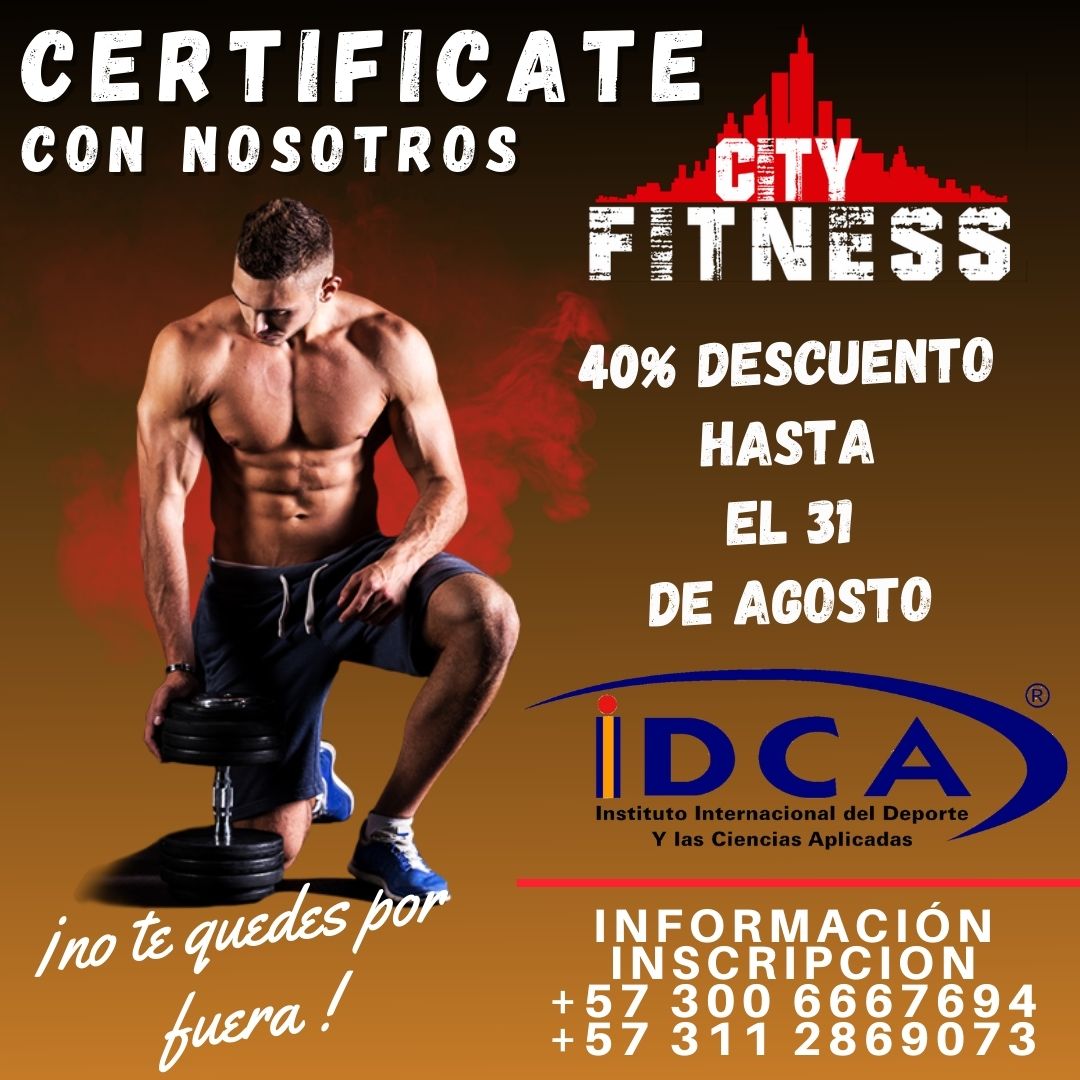 CERTIFICATE
CON NOSOTROS
CITY
FITNESS
40% DESCUENTO
HASTA
EL 31
DE AGOSTO
iDCA®
Instituto Internacional del Deporte
Y las Ciencias Aplicadas
¡no te quedes por
fuera !
INFORMACIÓN
INSCRIPCION
+57 300 6667694
+57 311 2869073